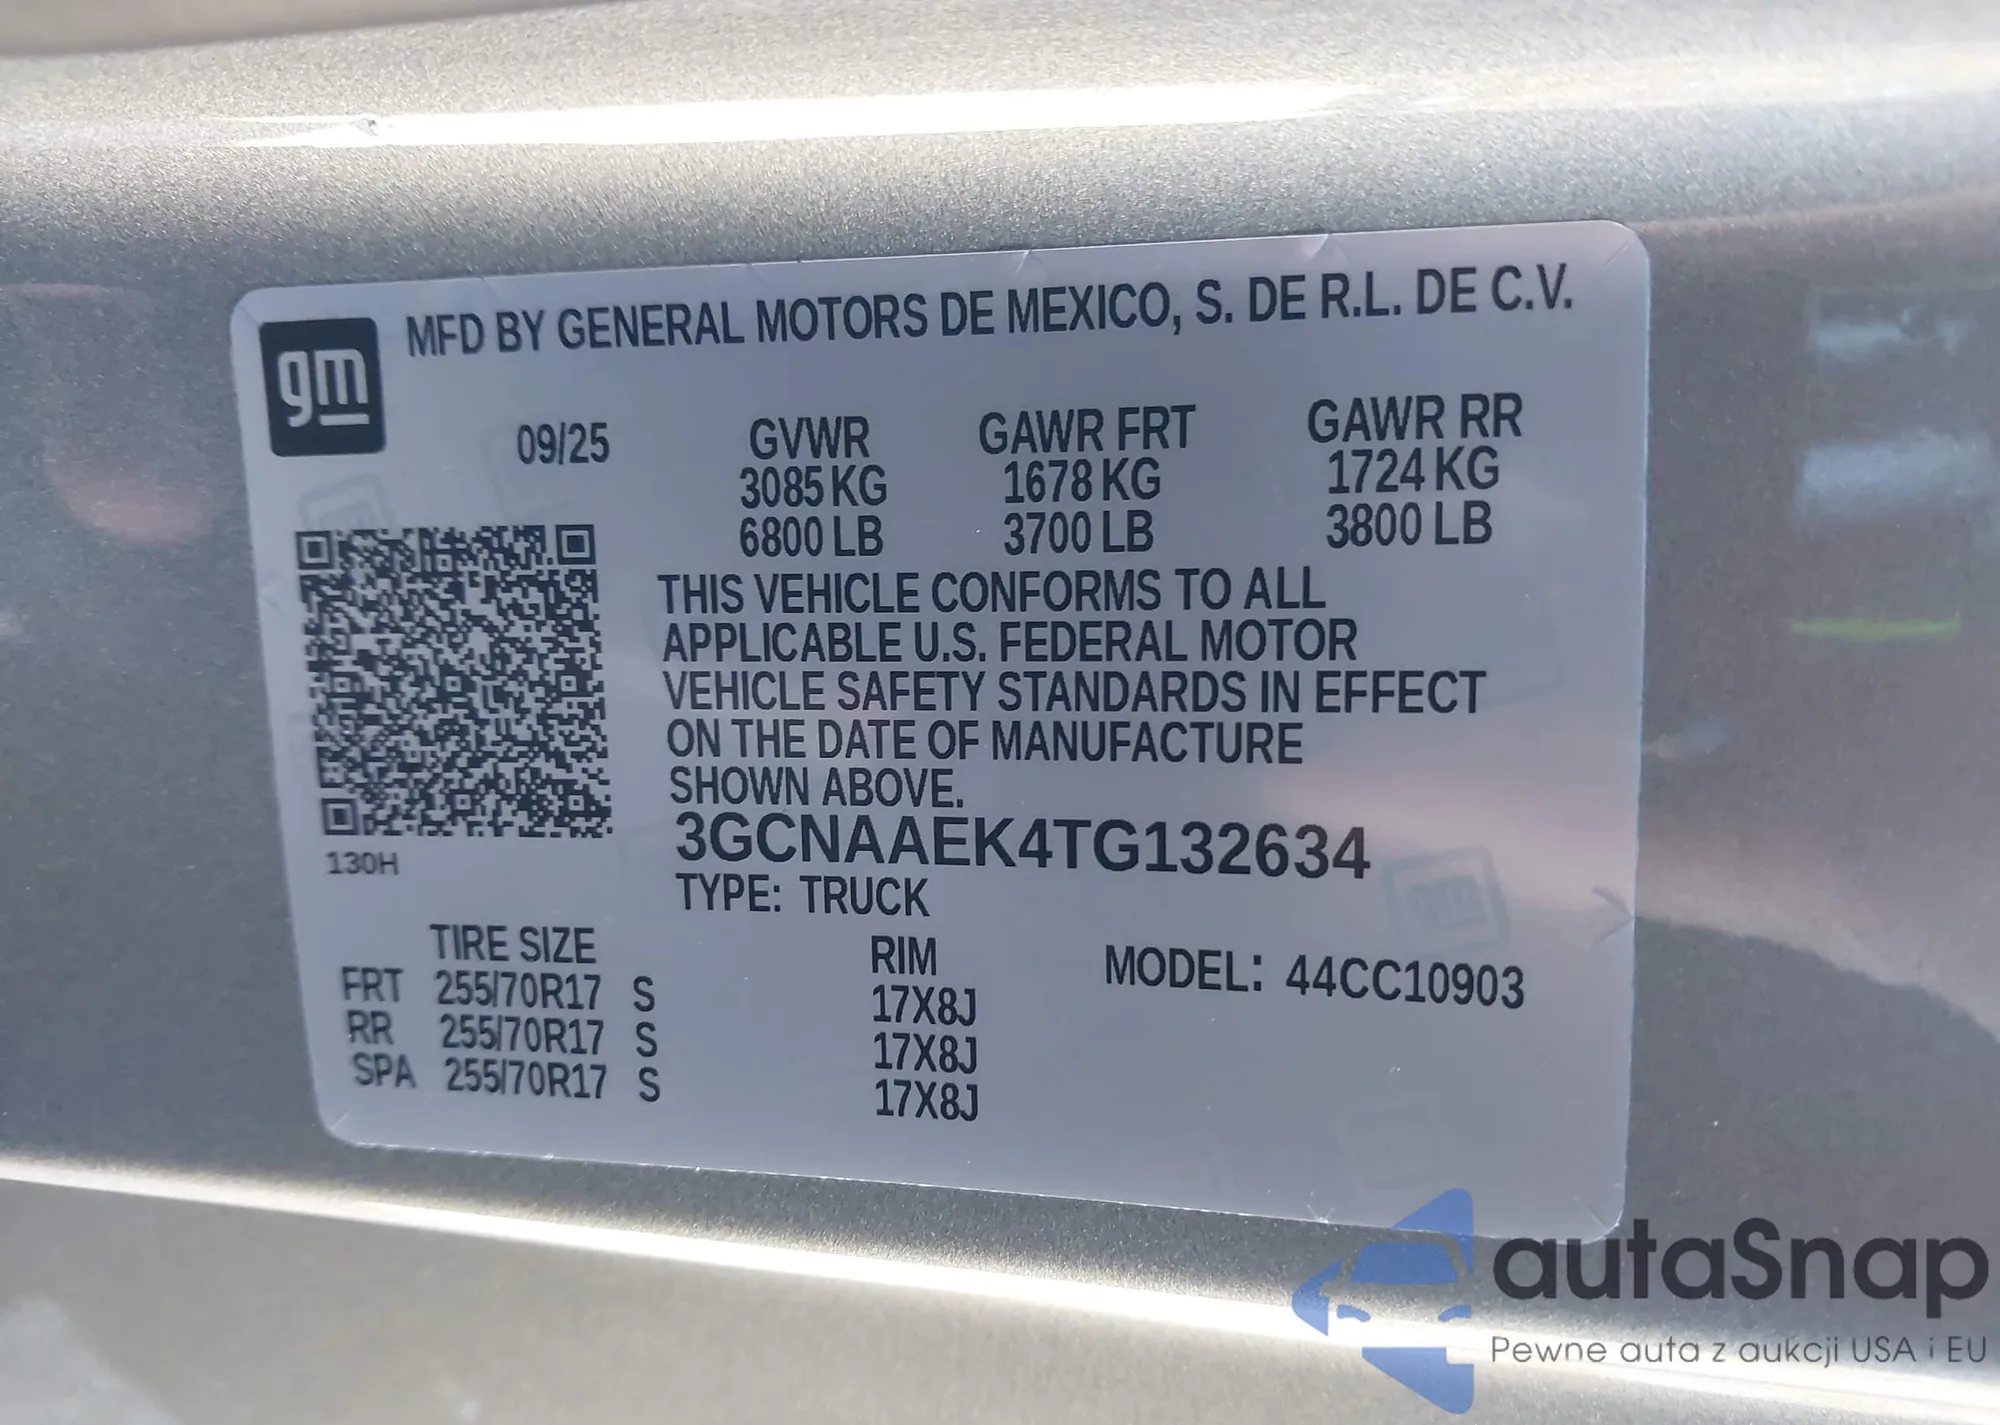 gm
MFD BY GENERAL MOTORS DE MEXICO, S. DE R.L. DE C.V.
09/25 GVWR GAWR FRT GAWR RR
3085 KG 1678 KG 1724 KG
6800 LB 3700 LB 3800 LB
THIS VEHICLE CONFORMS TO ALL
APPLICABLE U.S. FEDERAL MOTOR
VEHICLE SAFETY STANDARDS IN EFFECT
ON THE DATE OF MANUFACTURE
SHOWN ABOVE.
3GCNAAEK4TG132634
130H
TYPE: TRUCK
TIRE SIZE RIM MODEL: 44CC10903
FRT 255/70R17 S 17X8J
RR 255/70R17 S 17X8J
SPA 255/70R17 S 17X8J
gm
autaSnap
Pewne auta z aukcji USA i EU